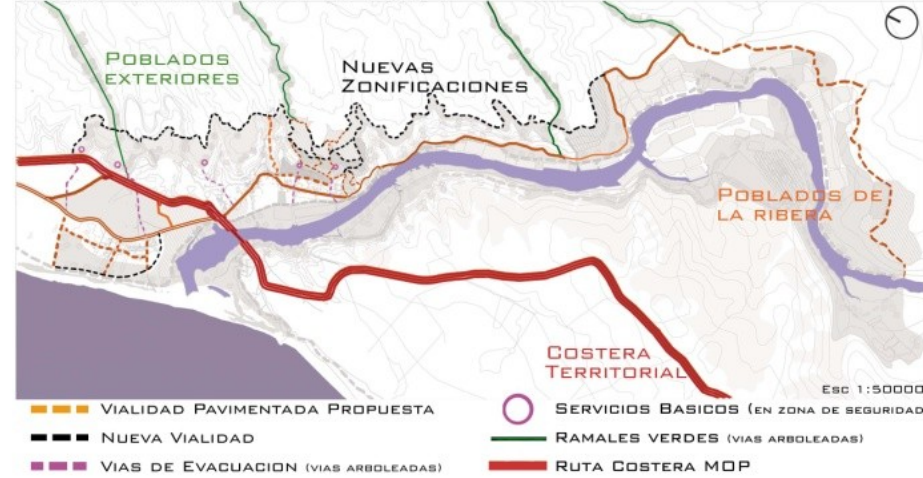 POBLADOS
EXTERIORES
NUEVAS
ZONIFICACIONES
POBLADOS DE
LA RIBERA
COSTERA
TERRITORIAL
ESC 1:50000
VIALIDAD PAVIMENTADA PROPUESTA
NUEVA VIALIDAD
VIAS DE EVACUACION (VIAS ARBOLEADAS)
SERVICIOS BASICOS (EN ZONA DE SEGURIDAD
RAMALES VERDES (VIAS ARBOLEADAS)
RUTA COSTERA MOP